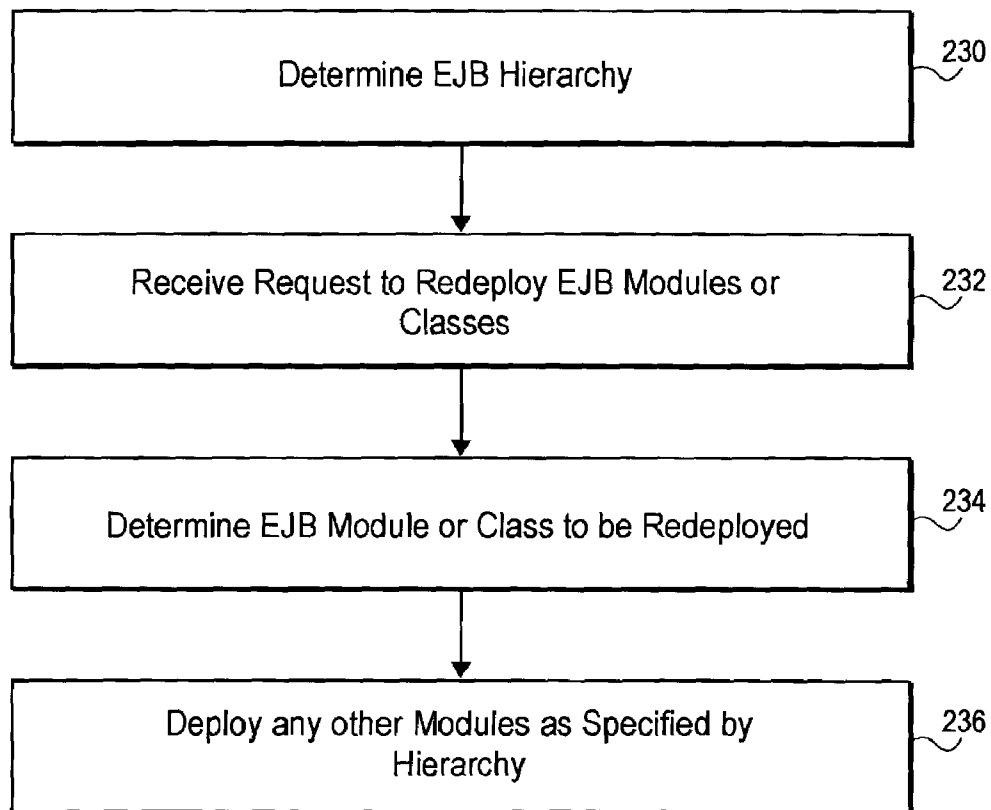 Determine EJB Hierarchy
230
Receive Request to Redeploy EJB Modules or
Classes
232
Determine EJB Module or Class to be Redeployed
234
Deploy any other Modules as Specified by
Hierarchy
236